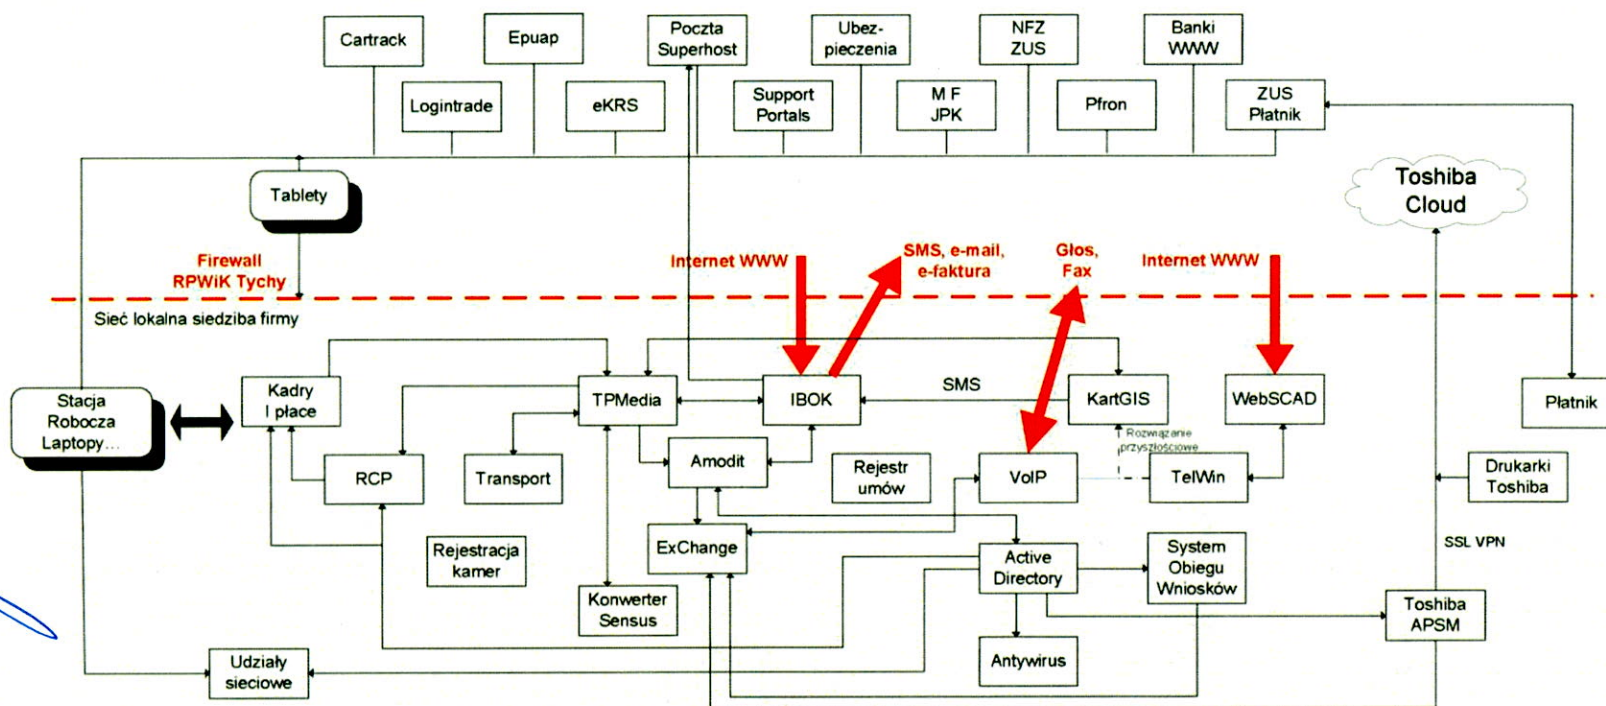 Cartrack
Epuap
Poczta
Superhost
Ubez-
pieczenia
NFZ
ZUS
Banki
WWW
Logintrade
eKRS
Support
Portals
M F
JPK
Pfron
ZUS
Płatnik
Tablety
Toshiba
Cloud
Firewall
RPWiK Tychy
Internet WWW
SMS, e-mail,
e-faktura
Głos,
Fax
Internet WWW
Sieć lokalna siedziba firmy
Stacja
Robocza
Laptopy...
Kadry
I płace
TPMedia
IBOK
SMS
KartGIS
WebSCAD
Płatnik
Rozwiązanie
przyszłościowe
RCP
Transport
Amodit
Rejestr
umów
VoIP
TelWin
Drukarki
Toshiba
Rejestracja
kamer
ExChange
Active
Directory
System
Obiegu
Wniosków
SSL VPN
Konwerter
Sensus
Toshiba
APSM
Udziały
sieciowe
Antywirus